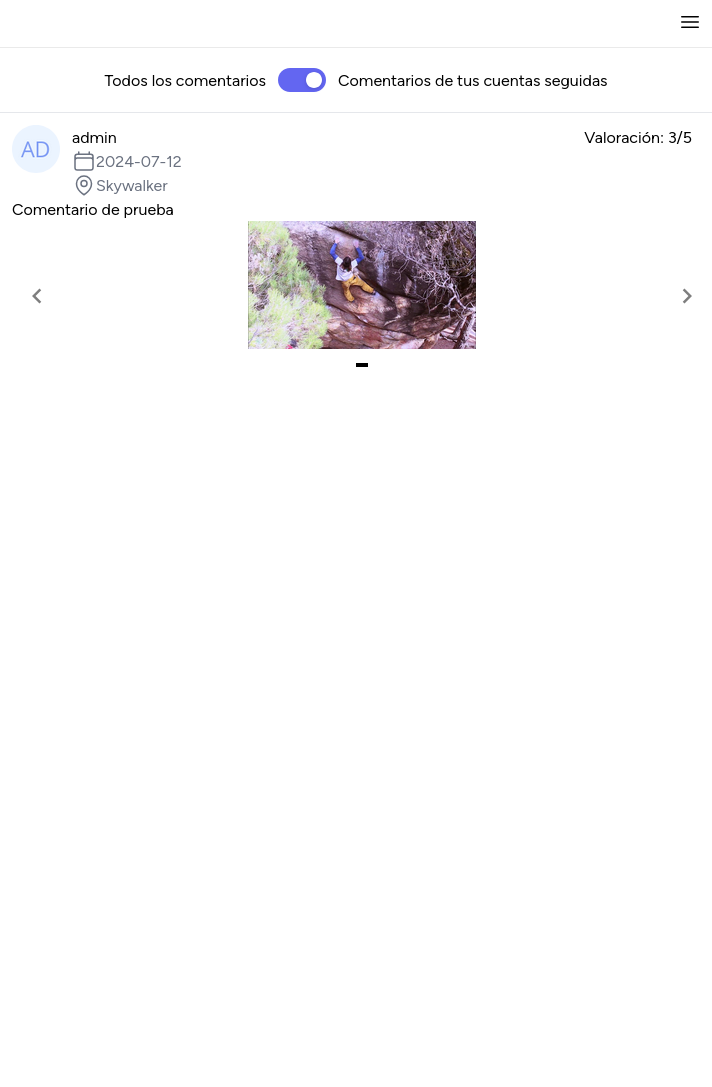 Todos los comentarios Comentarios de tus cuentas seguidas
AD admin Valoración: 3/5
2024-07-12
Skywalker
Comentario de prueba